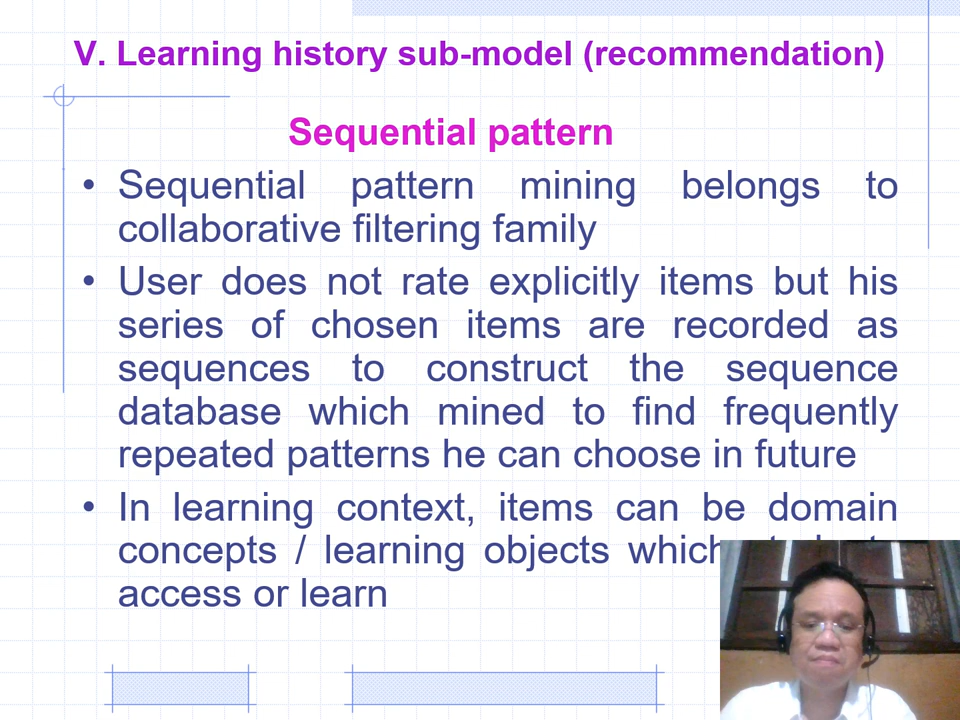 V. Learning history sub-model (recommendation)
Sequential pattern
• Sequential pattern mining belongs to
collaborative filtering family
• User does not rate explicitly items but his
series of chosen items are recorded as
sequences to construct the sequence
database which mined to find frequently
repeated patterns he can choose in future
• In learning context, items can be domain
concepts / learning objects which
access or learn